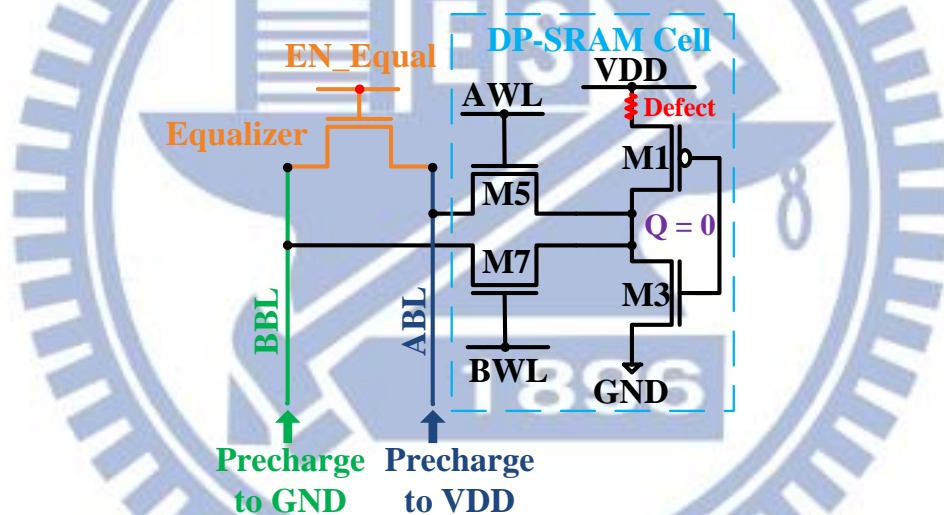 DP-SRAM Cell
EN_Equal
VDD
AWL
Defect
Equalizer
M1
M5
Q = 0
M7
M3
BBL
ABL
BWL
GND
1896
Precharge
to GND
Precharge
to VDD